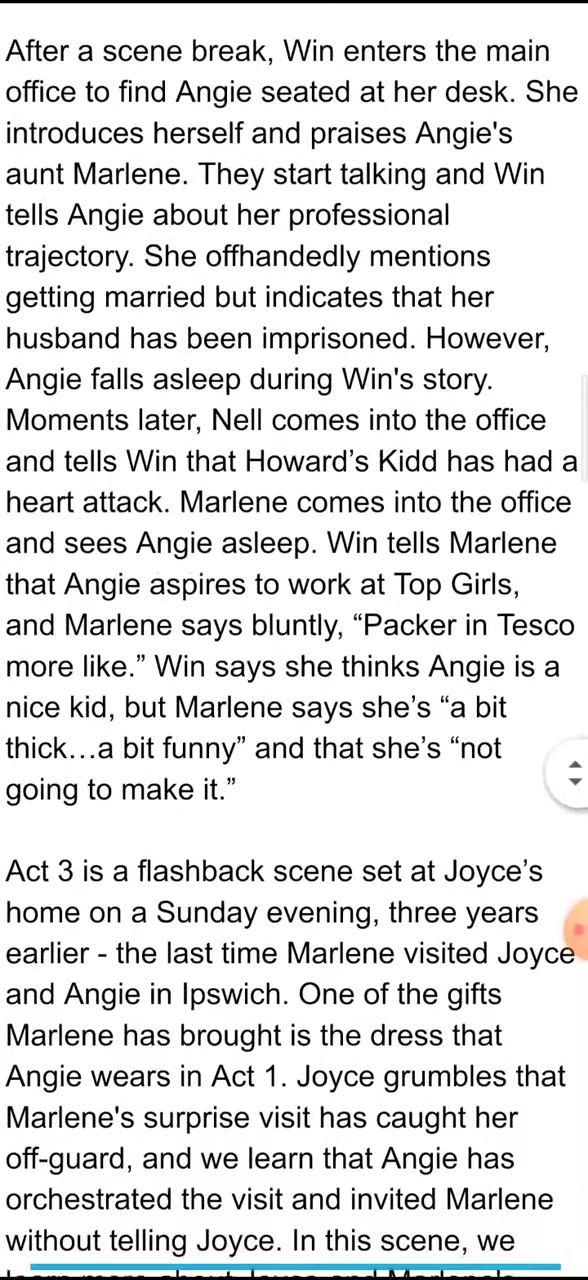 After a scene break, Win enters the main
office to find Angie seated at her desk. She
introduces herself and praises Angie's
aunt Marlene. They start talking and Win
tells Angie about her professional
trajectory. She offhandedly mentions
getting married but indicates that her
husband has been imprisoned. However,
Angie falls asleep during Win's story.
Moments later, Nell comes into the office
and tells Win that Howard’s Kidd has had a
heart attack. Marlene comes into the office
and sees Angie asleep. Win tells Marlene
that Angie aspires to work at Top Girls,
and Marlene says bluntly, “Packer in Tesco
more like.” Win says she thinks Angie is a
nice kid, but Marlene says she’s “a bit
thick…a bit funny” and that she’s “not
going to make it.”
Act 3 is a flashback scene set at Joyce’s
home on a Sunday evening, three years
earlier - the last time Marlene visited Joyce
and Angie in Ipswich. One of the gifts
Marlene has brought is the dress that
Angie wears in Act 1. Joyce grumbles that
Marlene's surprise visit has caught her
off-guard, and we learn that Angie has
orchestrated the visit and invited Marlene
without telling Joyce. In this scene, we